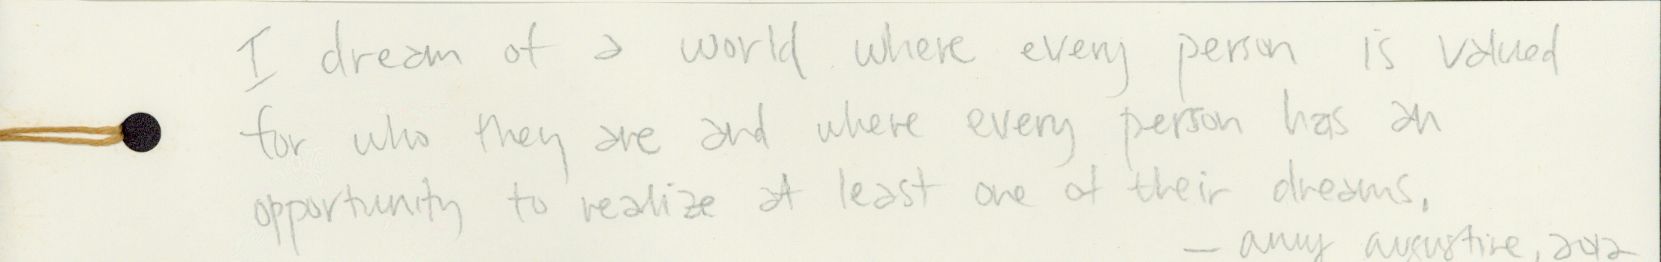 I dream of a world where every person is valued
for who they are and where every person has an
opportunity to realize at least one of their dreams.
— amy augustine, 2012